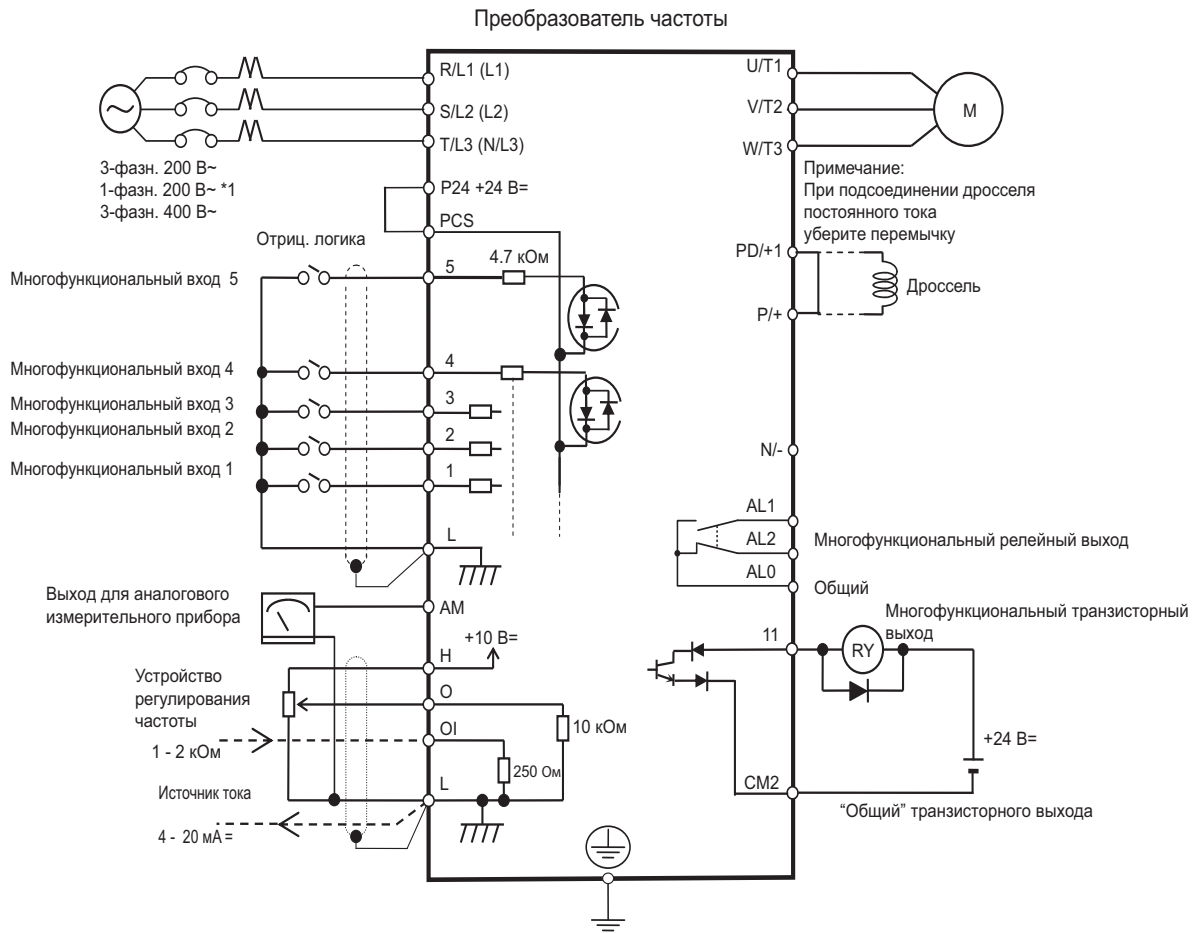 Преобразователь частоты
R/L1 (L1)
S/L2 (L2)
T/L3 (N/L3)
U/T1
V/T2
W/T3
M
3-фазн. 200 В~
1-фазн. 200 В~ *1
3-фазн. 400 В~
P24 +24 В=
PCS
Примечание:
При подсоединении дросселя
постоянного тока
уберите перемычку
PD/+1
P/+
Дроссель
Отриц. логика
Многофункциональный вход 5
5
4.7 кОм
Многофункциональный вход 4
4
Многофункциональный вход 3
3
Многофункциональный вход 2
2
Многофункциональный вход 1
1
L
N/-
AL1
AL2
AL0
Многофункциональный релейный выход
Общий
Выход для аналогового
измерительного прибора
AM
Многофункциональный транзисторный
выход
11
RY
+10 В=
H
Устройство
регулирования
частоты
O
OI
10 кОм
1 - 2 кОм
250 Ом
+24 В=
Источник тока
L
CM2
4 - 20 мА =
“Общий” транзисторного выхода